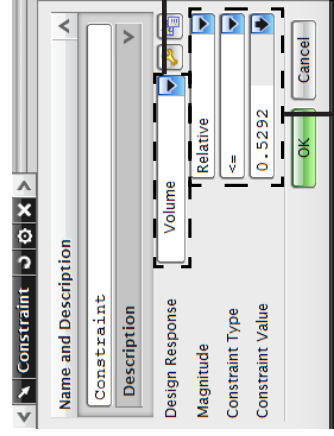 Constraint
Name and Description
Constraint
Description
Design Response Volume
Magnitude Relative
Constraint Type <=
Constraint Value 0.5292
OK Cancel